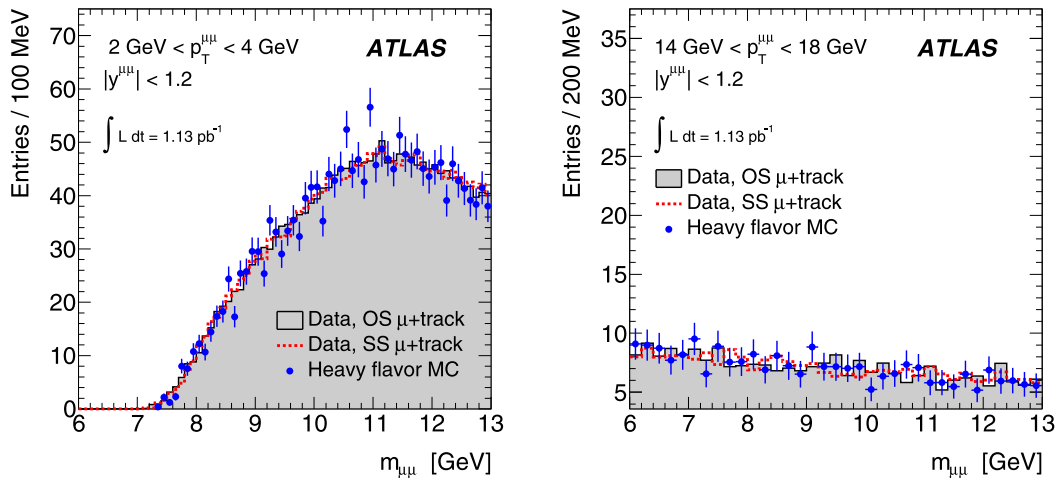 Entries / 100 MeV
70
60
50
40
30
20
10
0
2 GeV < p_T^μμ < 4 GeV
ATLAS
|y^μμ| < 1.2
∫ L dt = 1.13 pb⁻¹
Data, OS μ+track
Data, SS μ+track
Heavy flavor MC
6 7 8 9 10 11 12 13
m_μμ [GeV]
Entries / 200 MeV
35
30
25
20
15
10
5
14 GeV < p_T^μμ < 18 GeV
ATLAS
|y^μμ| < 1.2
∫ L dt = 1.13 pb⁻¹
Data, OS μ+track
Data, SS μ+track
Heavy flavor MC
6 7 8 9 10 11 12 13
m_μμ [GeV]